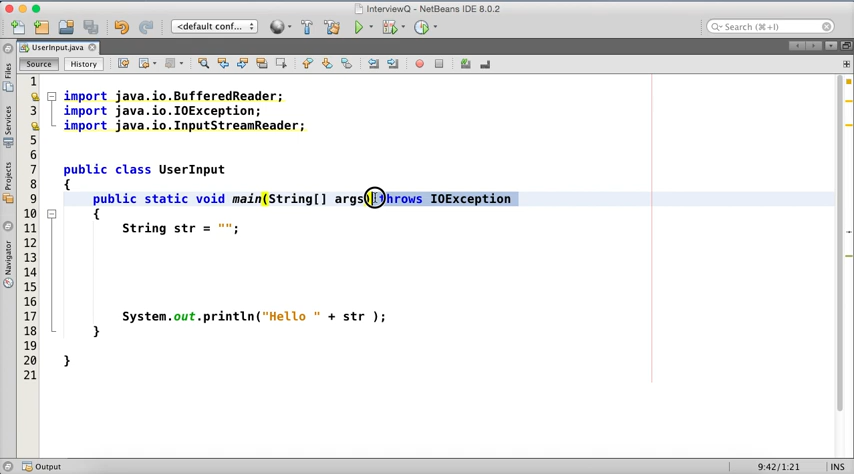 InterviewQ - NetBeans IDE 8.0.2
<default conf...>
Search (⌘+I)
UserInput.java
Source History
Files
Services
Projects
Navigator
1
import java.io.BufferedReader;
3 import java.io.IOException;
import java.io.InputStreamReader;
5
6
7 public class UserInput
8 {
9 public static void main(String[] args) throws IOException
10 {
11 String str = "";
12
13
14
15
16
17 System.out.println("Hello " + str );
18 }
19
20 }
21
Output 9:42/1:21 INS